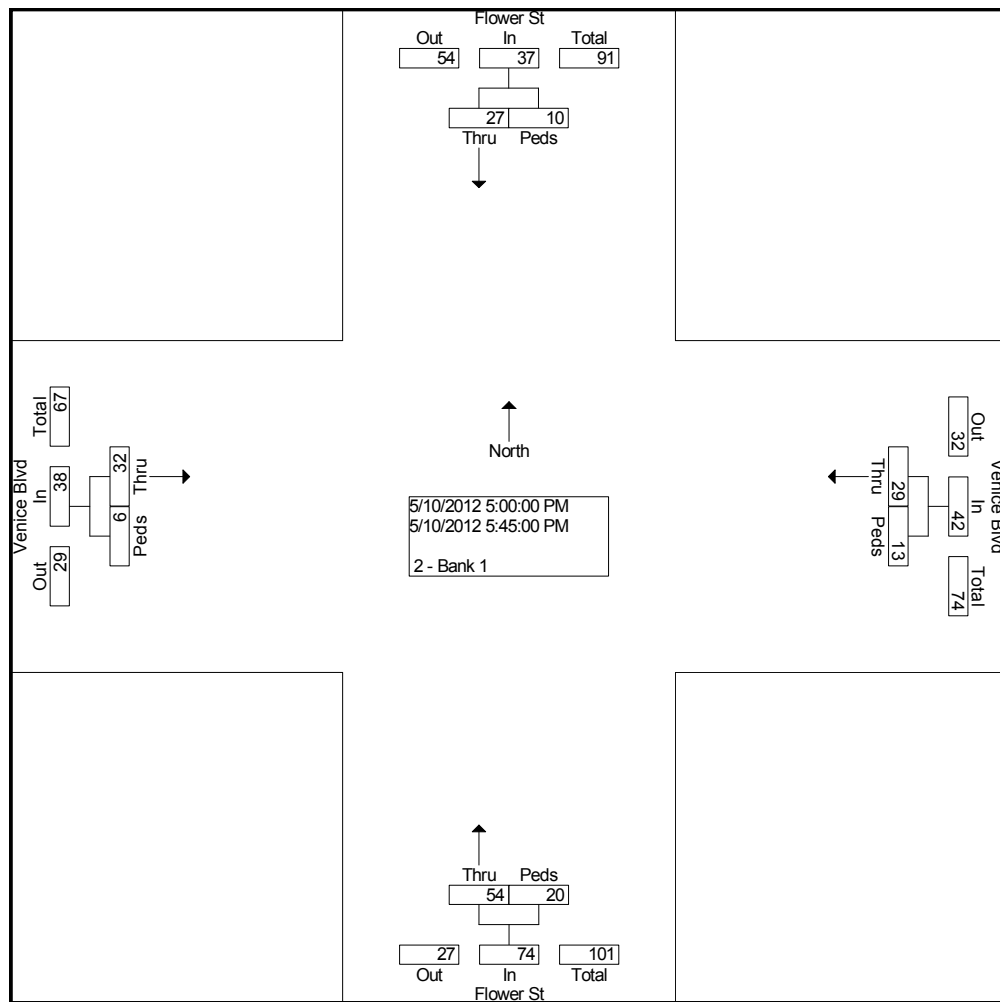 Flower St
Out In Total
54 37 91
27 10
Thru Peds
Venice Blvd
Total In Out
67 38 29
32 6
Thru Peds
North
5/10/2012 5:00:00 PM
5/10/2012 5:45:00 PM
2 - Bank 1
Venice Blvd
Out In Total
32 42 74
29 13
Thru Peds
Thru Peds
54 20
27 74 101
Out In Total
Flower St